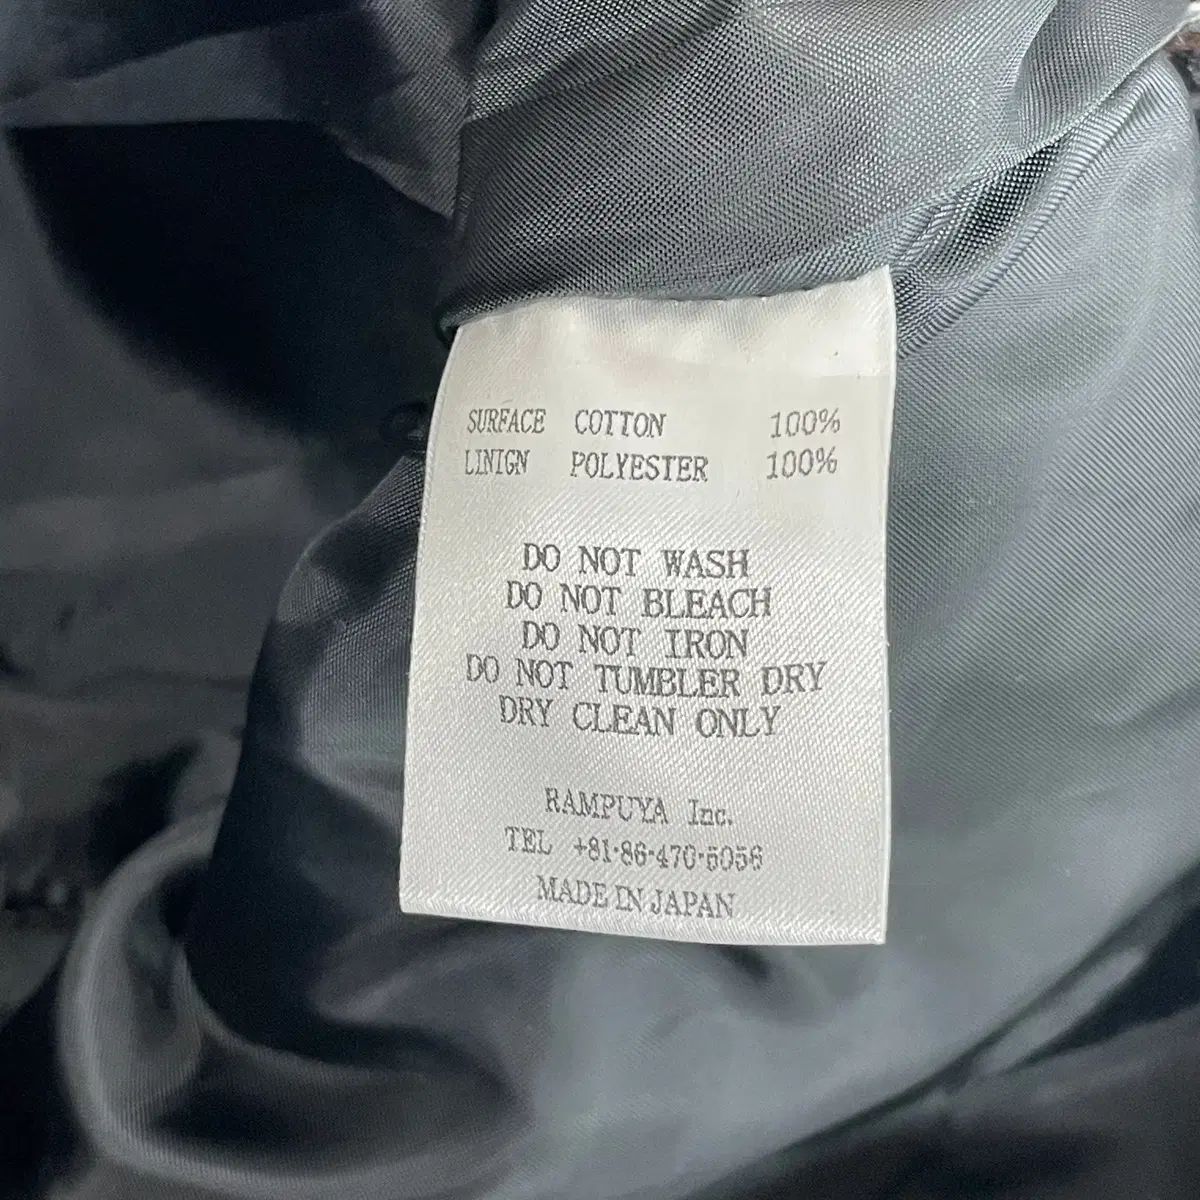 SURFACE COTTON 100%
LINIGN POLYESTER 100%
DO NOT WASH
DO NOT BLEACH
DO NOT IRON
DO NOT TUMBLER DRY
DRY CLEAN ONLY
RAMPUYA Inc.
TEL +81-86-470-5056
MADE IN JAPAN